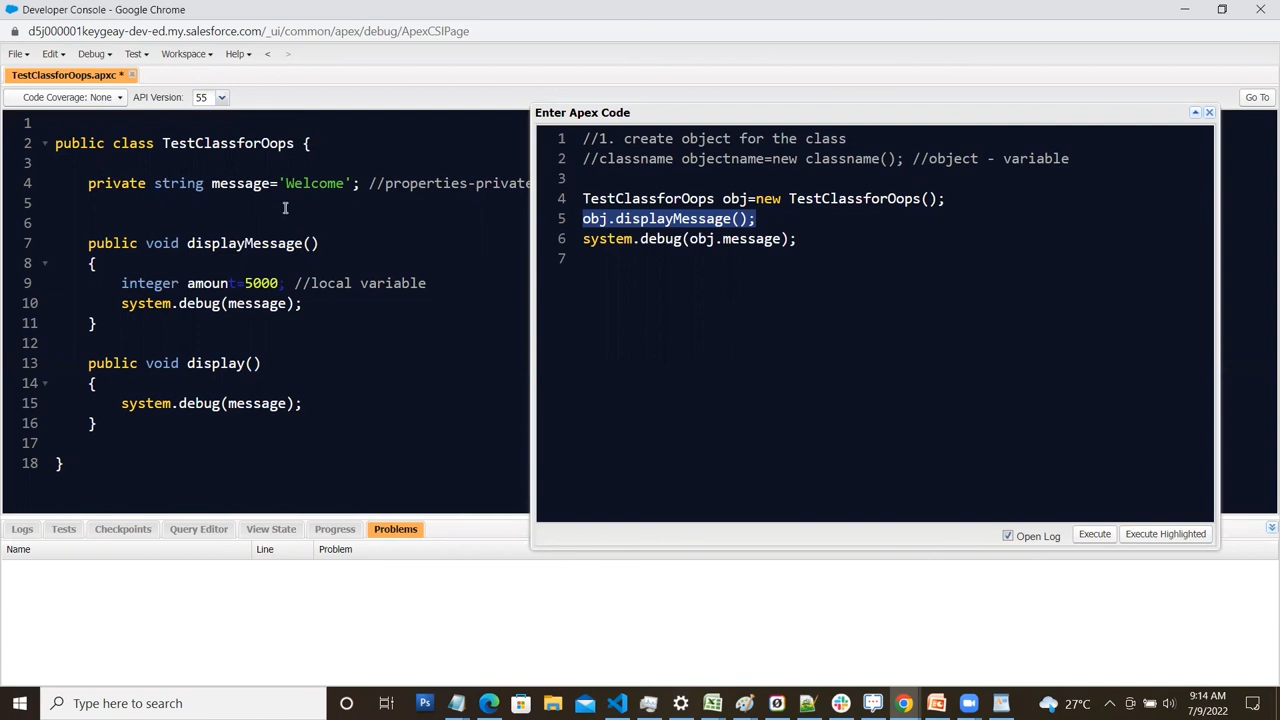 Developer Console - Google Chrome
d5j000001keygeay-dev-ed.my.salesforce.com/_ui/common/apex/debug/ApexCSIPage
File Edit Debug Test Workspace Help < >
TestClassforOops.apxc *
Code Coverage: None API Version: 55 Go To
1
2 public class TestClassforOops {
3
4 private string message='Welcome'; //properties-private
5
6
7 public void displayMessage()
8 {
9 integer amount=5000; //local variable
10 system.debug(message);
11 }
12
13 public void display()
14 {
15 system.debug(message);
16 }
17
18 }
Enter Apex Code
1 //1. create object for the class
2 //classname objectname=new classname(); //object - variable
3
4 TestClassforOops obj=new TestClassforOops();
5 obj.displayMessage();
6 system.debug(obj.message);
7
Open Log Execute Execute Highlighted
Logs Tests Checkpoints Query Editor View State Progress Problems
Name Line Problem
Type here to search
Ps
27°C
9:14 AM
7/9/2022